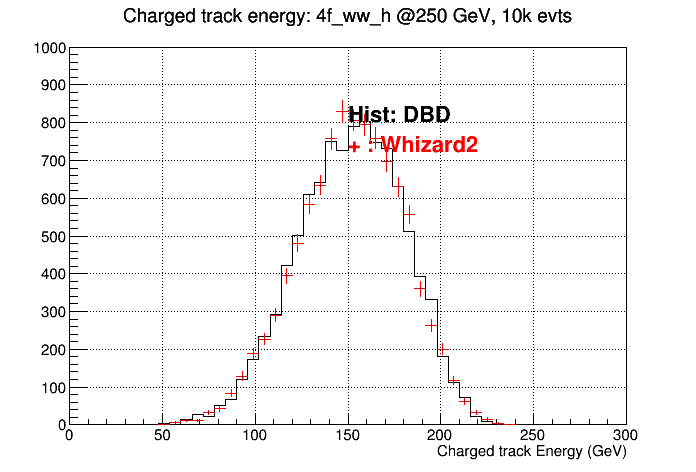 Charged track energy: 4f_ww_h @250 GeV, 10k evts
1000
900
800
700
600
500
400
300
200
100
0
Hist: DBD
+ : Whizard2
0 50 100 150 200 250 300
Charged track Energy (GeV)